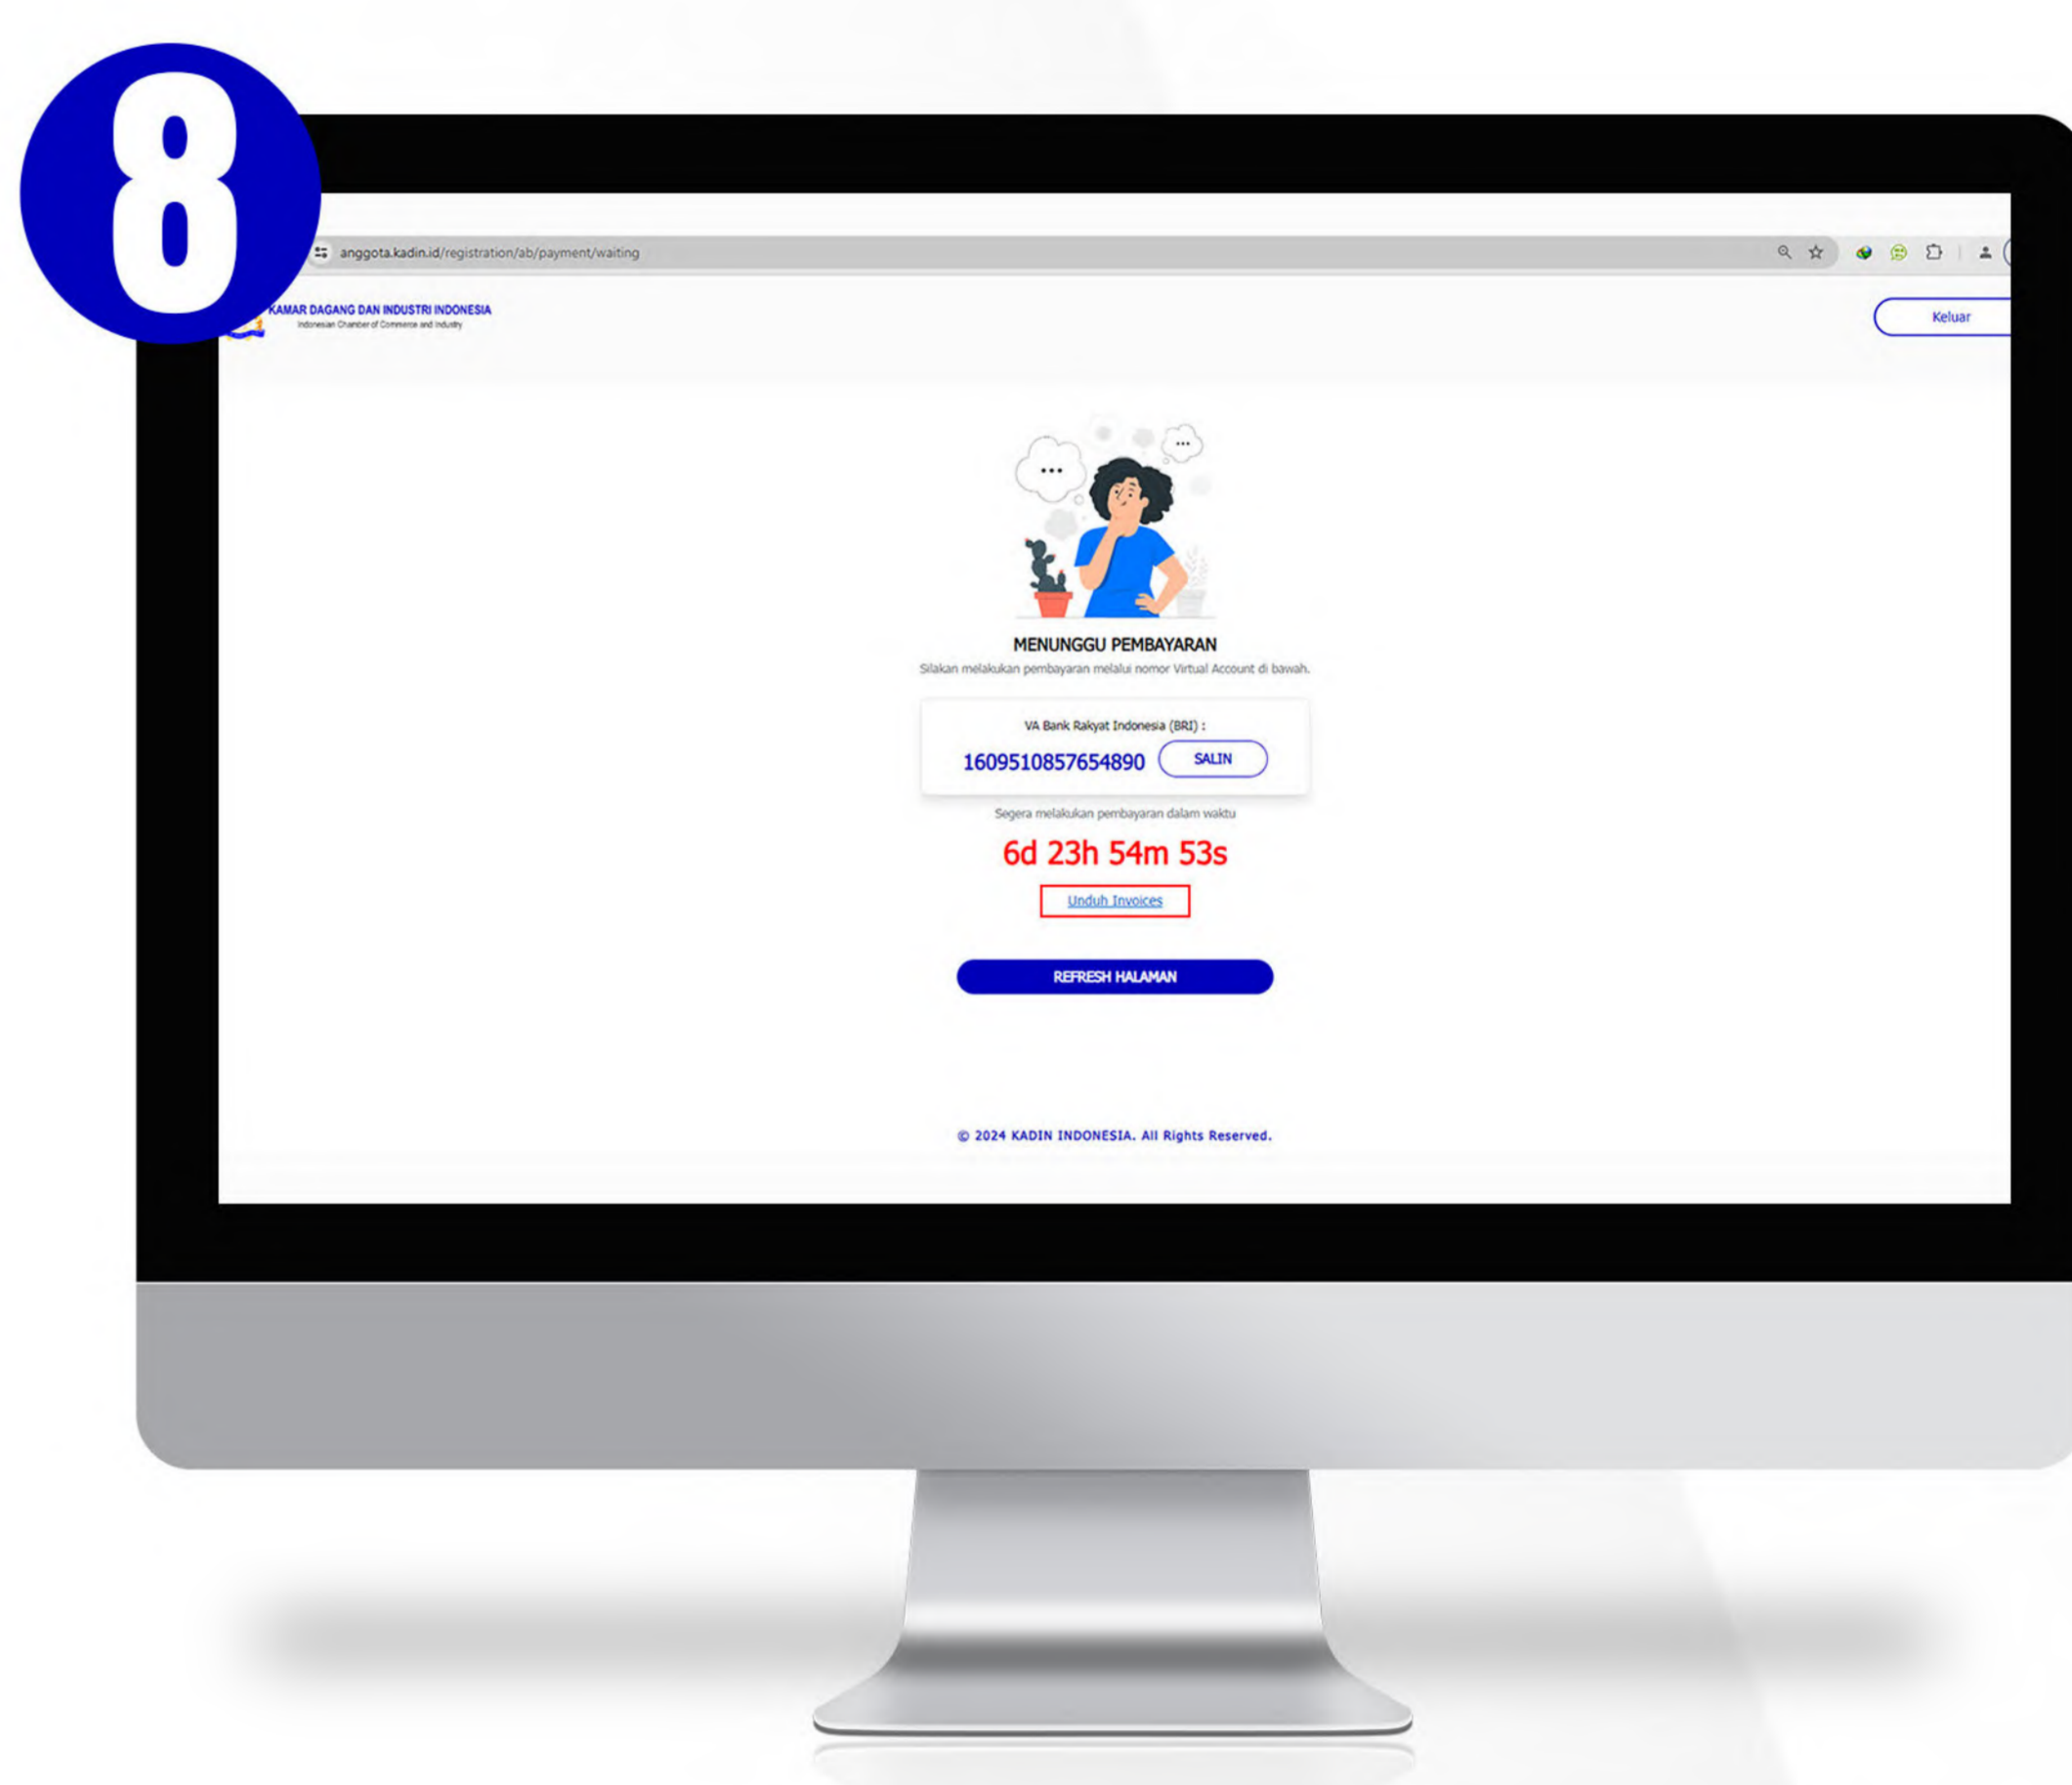 8
anggota.kadin.id/registration/ab/payment/waiting
KAMAR DAGANG DAN INDUSTRI INDONESIA
Indonesian Chamber of Commerce and Industry
Keluar
MENUNGGU PEMBAYARAN
Silakan melakukan pembayaran melalui nomor Virtual Account di bawah.
VA Bank Rakyat Indonesia (BRI) :
1609510857654890 SALIN
Segera melakukan pembayaran dalam waktu
6d 23h 54m 53s
Unduh Invoices
REFRESH HALAMAN
© 2024 KADIN INDONESIA. All Rights Reserved.